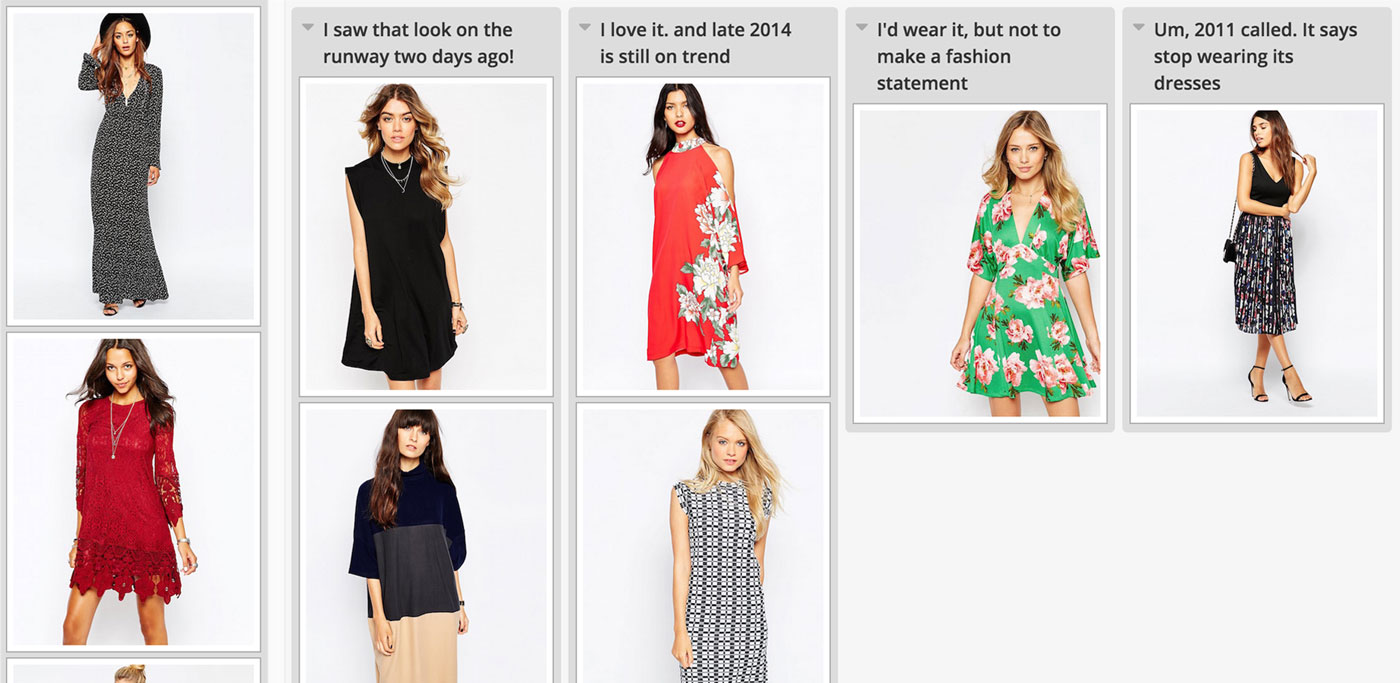 I saw that look on the
runway two days ago!
I love it. and late 2014
is still on trend
I'd wear it, but not to
make a fashion
statement
Um, 2011 called. It says
stop wearing its
dresses